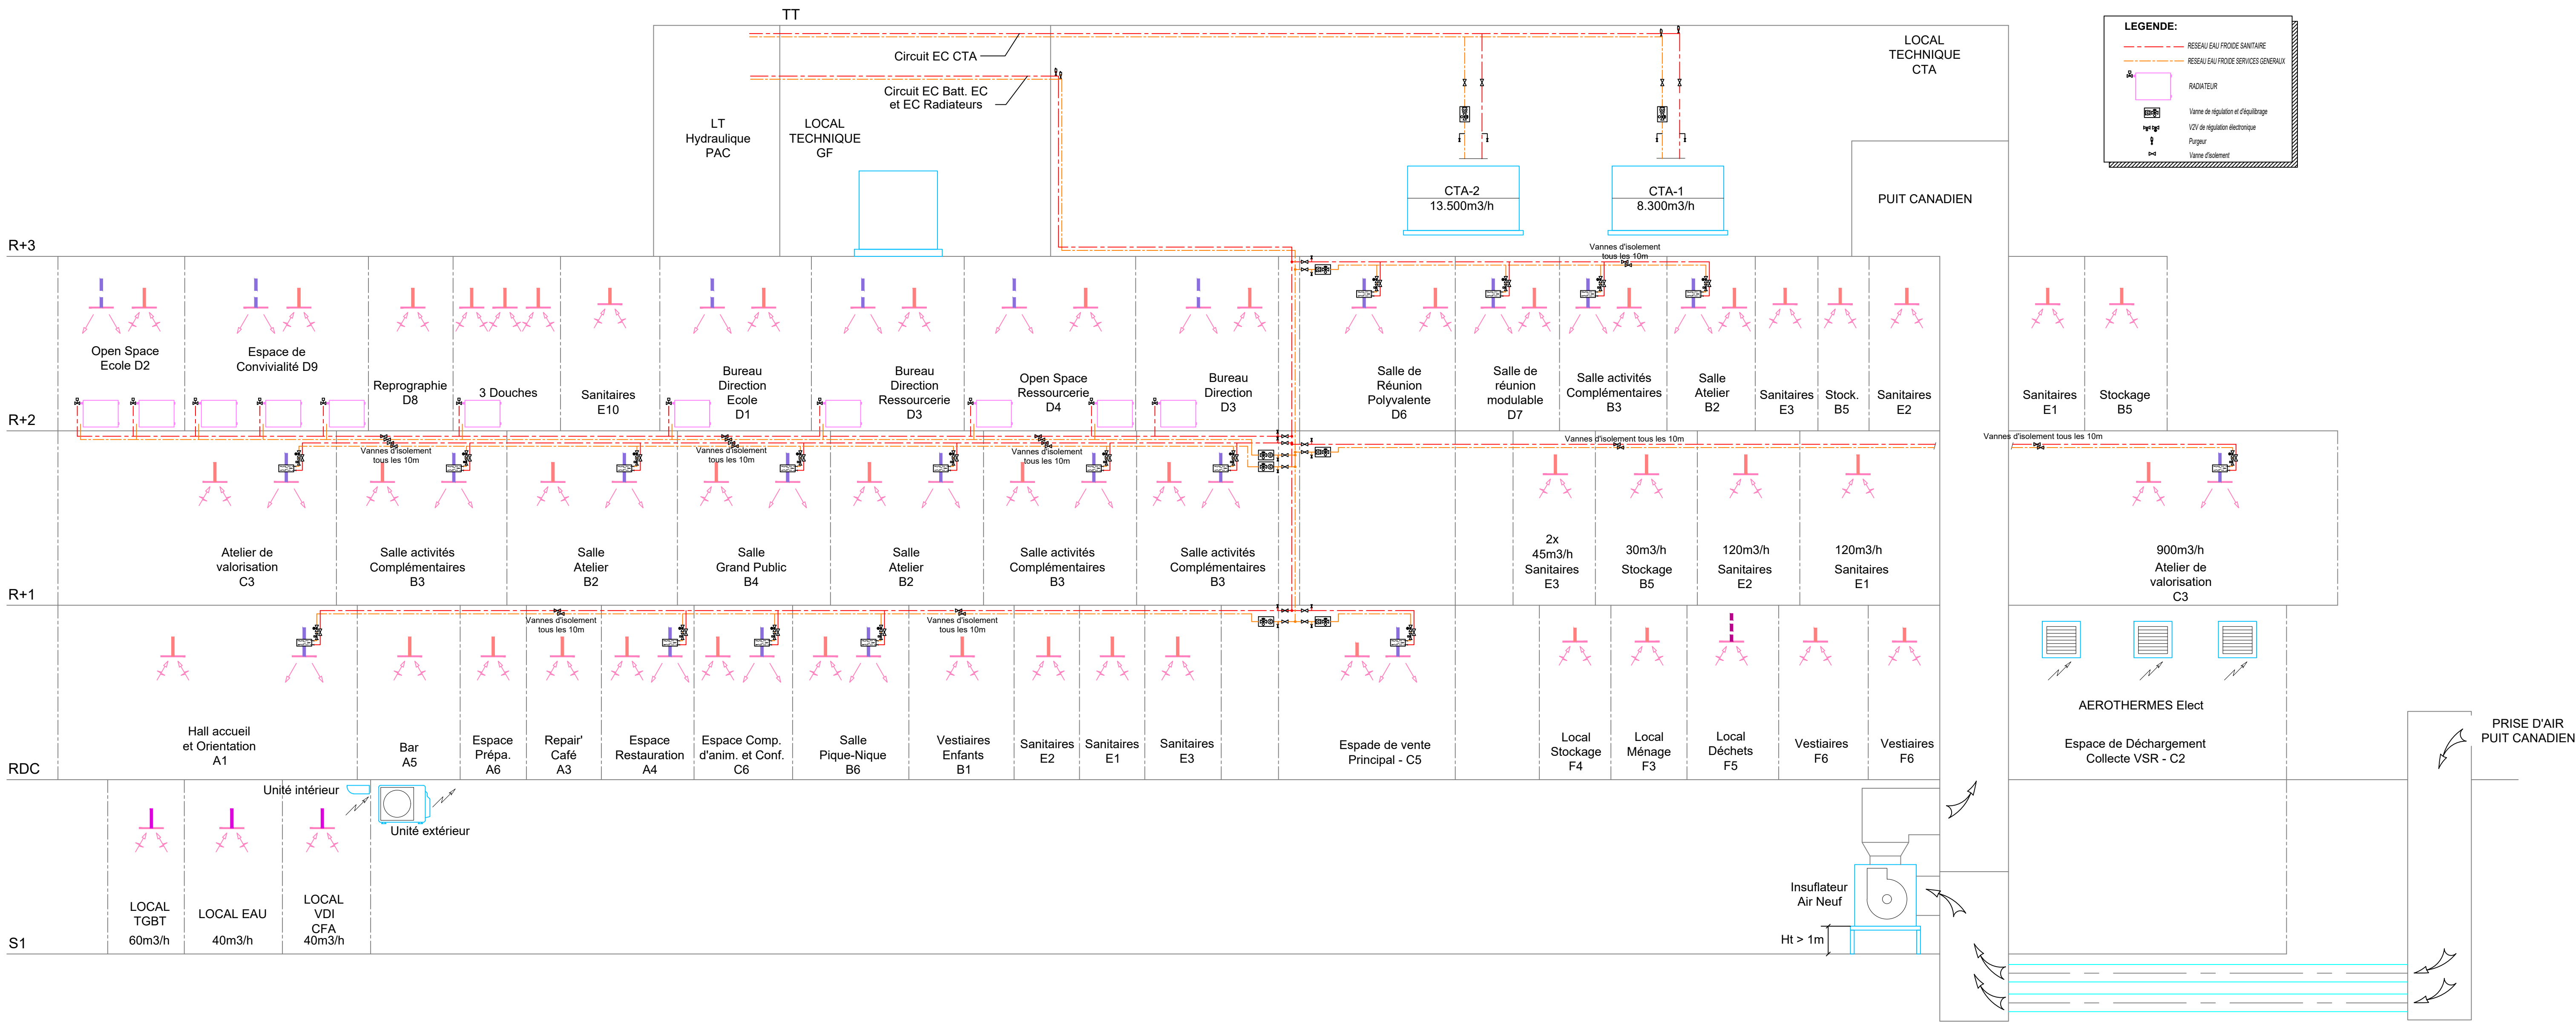 TT
LEGENDE:
RESEAU EAU FROIDE SANITAIRE
RESEAU EAU FROIDE SERVICES GENERAUX
RADIATEUR
Vanne de régulation et d'équilibrage
V2V de régulation électronique
Purgeur
Vanne d'isolement
Circuit EC CTA
Circuit EC Batt. EC
et EC Radiateurs
LT
Hydraulique
PAC
LOCAL
TECHNIQUE
GF
LOCAL
TECHNIQUE
CTA
CTA-2
13.500m3/h
CTA-1
8.300m3/h
PUIT CANADIEN
R+3
Vannes d'isolement
tous les 10m
Open Space
Ecole D2
Espace de
Convivialité D9
Reprographie
D8
3 Douches
Sanitaires
E10
Bureau
Direction
Ecole
D1
Bureau
Direction
Ressourcerie
D3
Open Space
Ressourcerie
D4
Bureau
Direction
D3
Salle de
Réunion
Polyvalente
D6
Salle de
réunion
modulable
D7
Salle activités
Complémentaires
B3
Salle
Atelier
B2
Sanitaires
E3
Stock.
B5
Sanitaires
E2
Sanitaires
E1
Stockage
B5
R+2
Vannes d'isolement
tous les 10m
Vannes d'isolement
tous les 10m
Vannes d'isolement
tous les 10m
Vannes d'isolement tous les 10m
Vannes d'isolement tous les 10m
Atelier de
valorisation
C3
Salle activités
Complémentaires
B3
Salle
Atelier
B2
Salle
Grand Public
B4
Salle
Atelier
B2
Salle activités
Complémentaires
B3
Salle activités
Complémentaires
B3
2x
45m3/h
Sanitaires
E3
30m3/h
Stockage
B5
120m3/h
Sanitaires
E2
120m3/h
Sanitaires
E1
900m3/h
Atelier de
valorisation
C3
R+1
Vannes d'isolement
tous les 10m
Vannes d'isolement
tous les 10m
Hall accueil
et Orientation
A1
Bar
A5
Espace
Prépa.
A6
Repair'
Café
A3
Espace
Restauration
A4
Espace Comp.
d'anim. et Conf.
C6
Salle
Pique-Nique
B6
Vestiaires
Enfants
B1
Sanitaires
E2
Sanitaires
E1
Sanitaires
E3
Espade de vente
Principal - C5
Local
Stockage
F4
Local
Ménage
F3
Local
Déchets
F5
Vestiaires
F6
Vestiaires
F6
AEROTHERMES Elect
Espace de Déchargement
Collecte VSR - C2
PRISE D'AIR
PUIT CANADIEN
RDC
Unité intérieur
Unité extérieur
LOCAL
TGBT
60m3/h
LOCAL EAU
40m3/h
LOCAL
VDI
CFA
40m3/h
Insuflateur
Air Neuf
Ht > 1m
S1